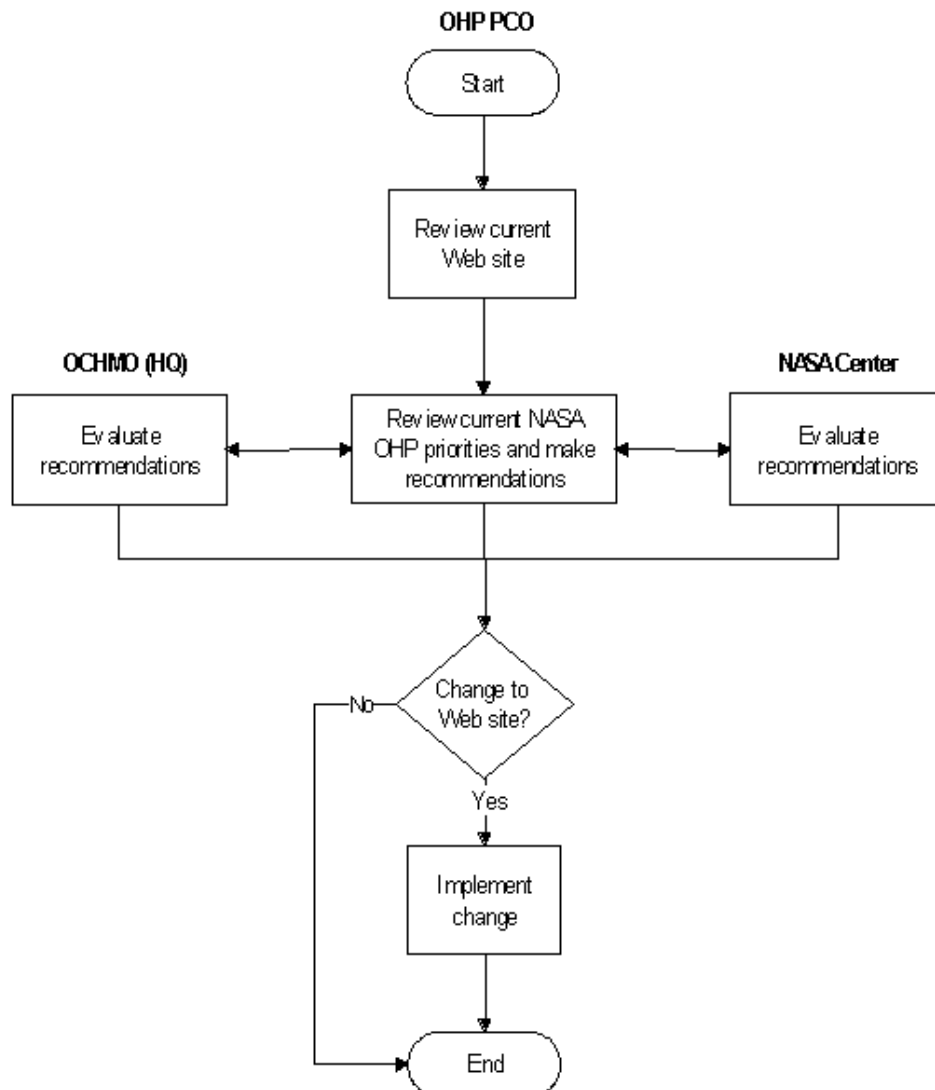 OHP PCO
Start
Review current
Web site
OCHMO (HQ)
NASA Center
Evaluate
recommendations
Review current NASA
OHP priorities and make
recommendations
Evaluate
recommendations
Change to
Web site?
No
Yes
Implement
change
End